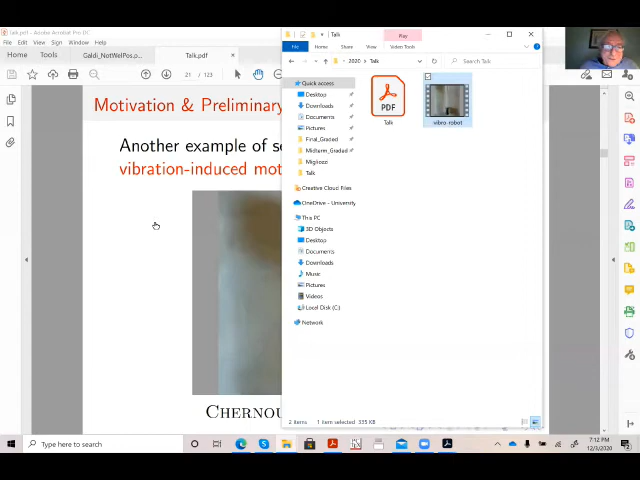 Talk.pdf - Adobe Acrobat Pro DC
File Edit View Window Help
Home Tools Galdi_NotWelPos.p... Talk.pdf ×
21 / 123
Motivation & Preliminary
Another example of s
vibration-induced mot
CHERNOU
Talk
Play
File Home Share View Video Tools
2020 Talk
Search Talk
Quick access
Desktop
Downloads
Documents
Pictures
Final_Graded
Midterm_Graded
Migliozzi
Talk
Creative Cloud Files
OneDrive - University
This PC
3D Objects
Desktop
Documents
Downloads
Music
Pictures
Videos
Local Disk (C:)
Network
PDF
Talk
vibro-robot
2 items 1 item selected 335 KB
Type here to search
7:12 PM
12/3/2020